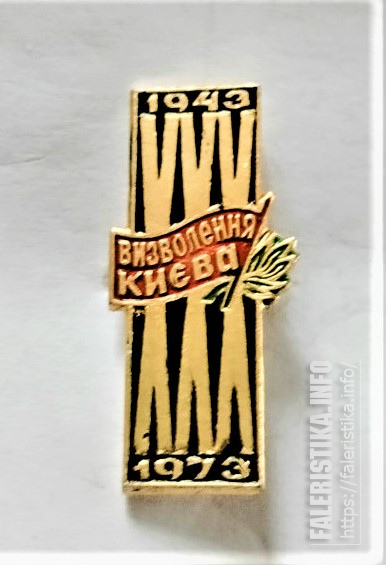 1943
XXX
ВИЗВОЛЕННЯ
КИЄВА
1973
FALERISTIKA.INFO
https://faleristika.info/